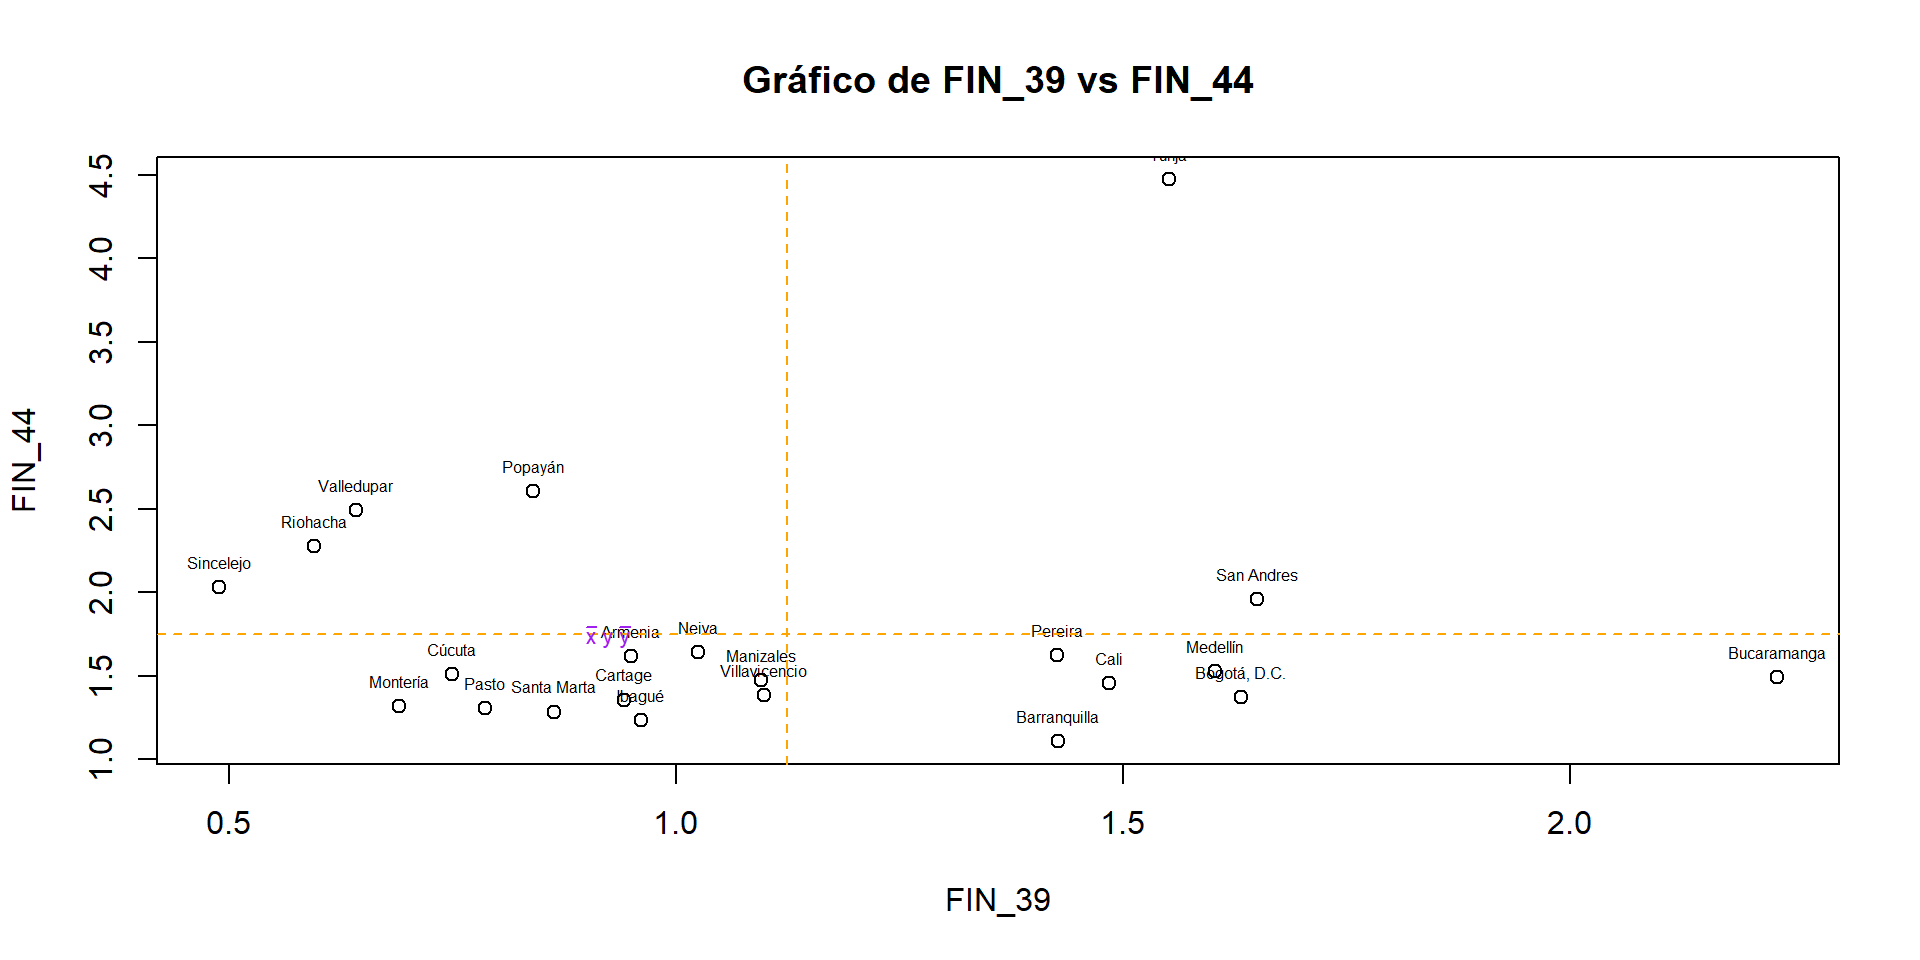 Gráfico de FIN_39 vs FIN_44
FIN_44
4.5
4.0
3.5
3.0
2.5
2.0
1.5
1.0
Popayán
Valledupar
Riohacha
Sincelejo
San Andres
x̅ y y̅
Armenia
Neiva
Pereira
Cúcuta
Manizales
Medellín
Bucaramanga
Cali
Villavicencio
Bogotá, D.C.
Cartage
Montería
Pasto
Santa Marta
Ibagué
Barranquilla
0.5
1.0
1.5
2.0
FIN_39